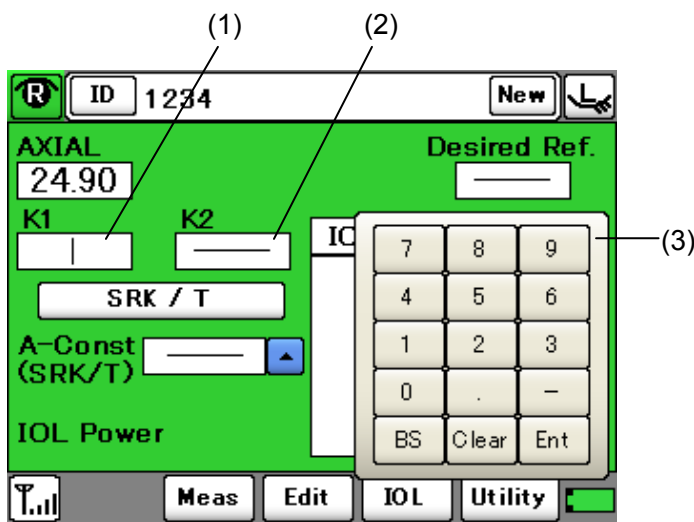 (1) (2)
R ID 1234 New L
AXIAL Desired Ref.
24.90
K1 K2
IO
SRK / T
A-Const
(SRK/T)
IOL Power
7 8 9
4 5 6
1 2 3
0 . −
BS Clear Ent
(3)
Meas Edit IOL Utility